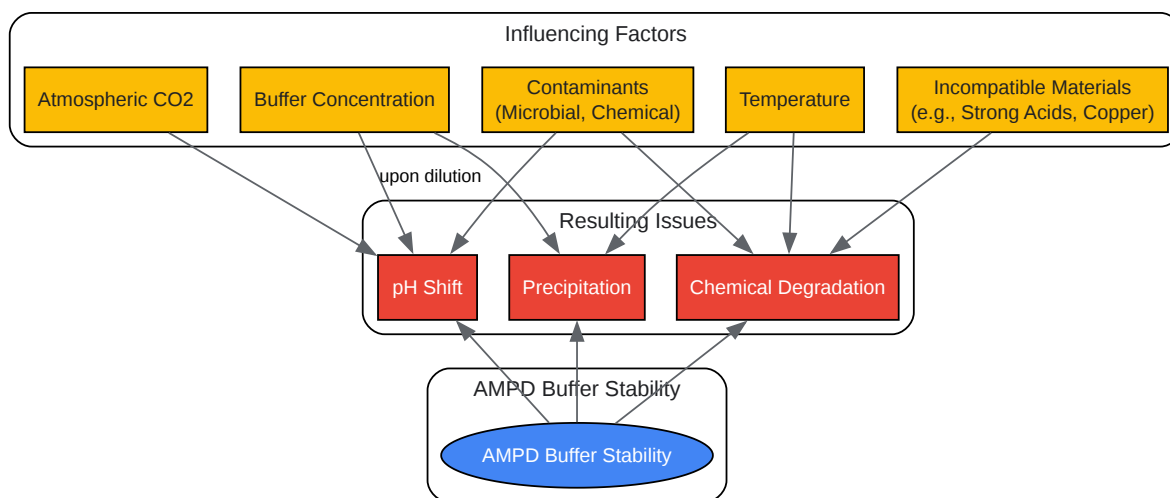 Influencing Factors
Atmospheric CO2
Buffer Concentration
Contaminants
(Microbial, Chemical)
Temperature
Incompatible Materials
(e.g., Strong Acids, Copper)
upon dilution
Resulting Issues
pH Shift
Precipitation
Chemical Degradation
AMPD Buffer Stability
AMPD Buffer Stability